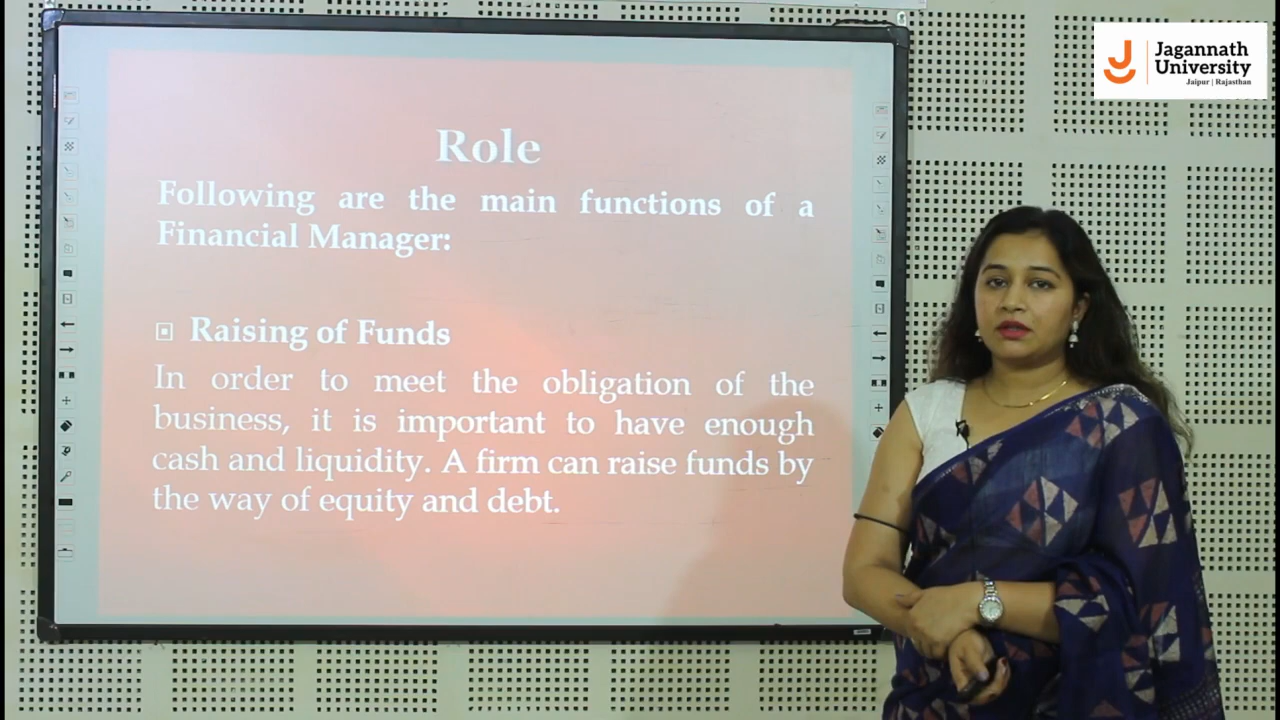 Jagannath
University
Jaipur | Rajasthan
Role
Following are the main functions of a
Financial Manager:
Raising of Funds
In order to meet the obligation of the
business, it is important to have enough
cash and liquidity. A firm can raise funds by
the way of equity and debt.